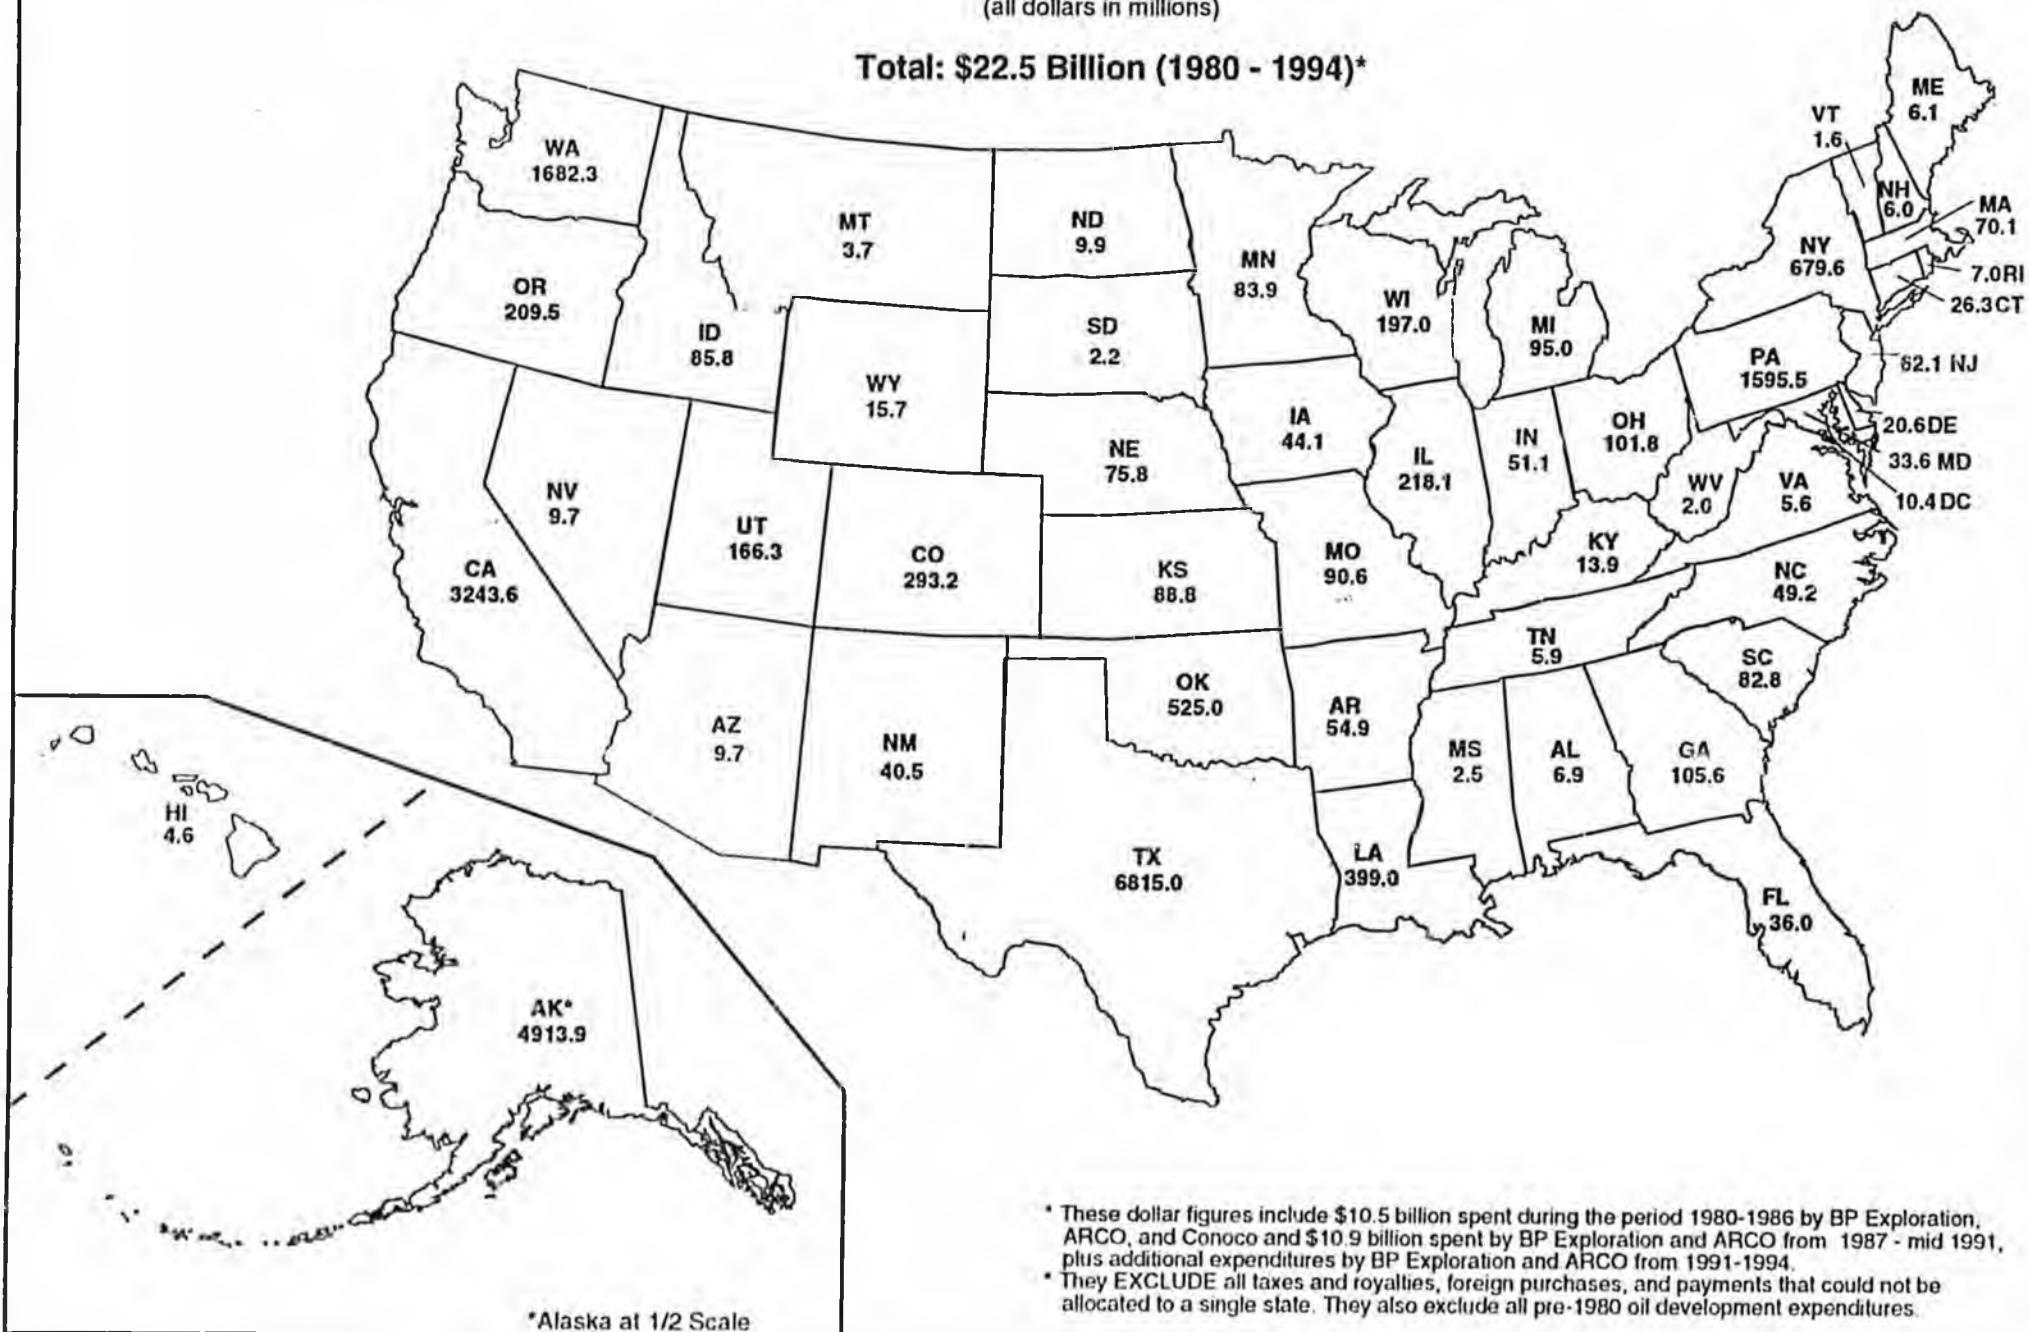 (all dollars in millions)
Total: $22.5 Billion (1980 - 1994)*
WA
1682.3
OR
209.5
CA
3243.6
NV
9.7
ID
85.8
MT
3.7
WY
15.7
UT
166.3
CO
293.2
AZ
9.7
NM
40.5
ND
9.9
SD
2.2
NE
75.8
KS
88.8
OK
525.0
TX
6815.0
MN
83.9
IA
44.1
MO
90.6
AR
54.9
LA
399.0
WI
197.0
IL
218.1
MI
95.0
IN
51.1
OH
101.8
KY
13.9
TN
5.9
MS
2.5
AL
6.9
GA
105.6
FL
36.0
SC
82.8
NC
49.2
VA
5.6
WV
2.0
PA
1595.5
NY
679.6
VT
1.6
NH
6.0
ME
6.1
MA
70.1
7.0RI
26.3CT
62.1 NJ
20.6DE
33.6 MD
10.4DC
HI
4.6
AK*
4913.9
*Alaska at 1/2 Scale
* These dollar figures include $10.5 billion spent during the period 1980-1986 by BP Exploration,
ARCO, and Conoco and $10.9 billion spent by BP Exploration and ARCO from 1987 - mid 1991,
plus additional expenditures by BP Exploration and ARCO from 1991-1994.
* They EXCLUDE all taxes and royalties, foreign purchases, and payments that could not be
allocated to a single state. They also exclude all pre-1980 oil development expenditures.